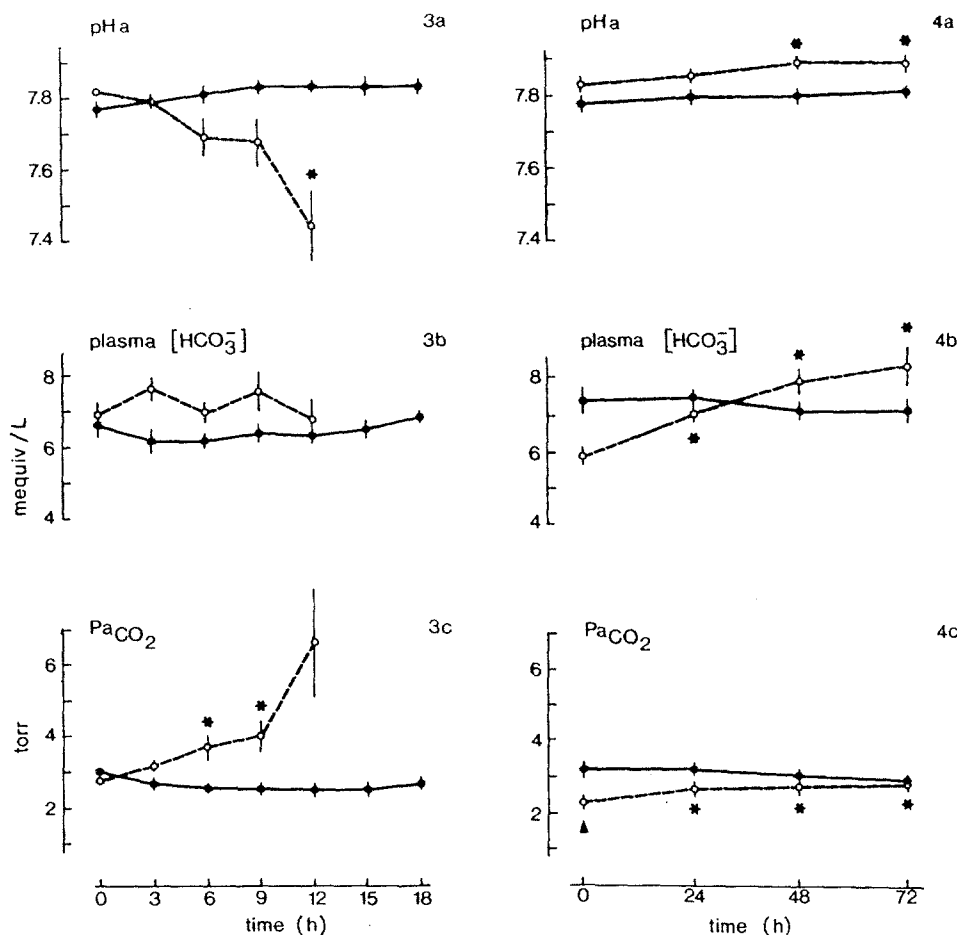 pHa 3a
7.8
7.6
7.4
plasma [HCO₃⁻] 3b
8
6
4
mequiv/L
PaCO₂ 3c
6
4
2
torr
0 3 6 9 12 15 18
time (h)
pHa 4a
* *
7.8
7.6
7.4
plasma [HCO₃⁻] 4b
8
6
4
PaCO₂ 4c
6
4
2
0 24 48 72
time (h)